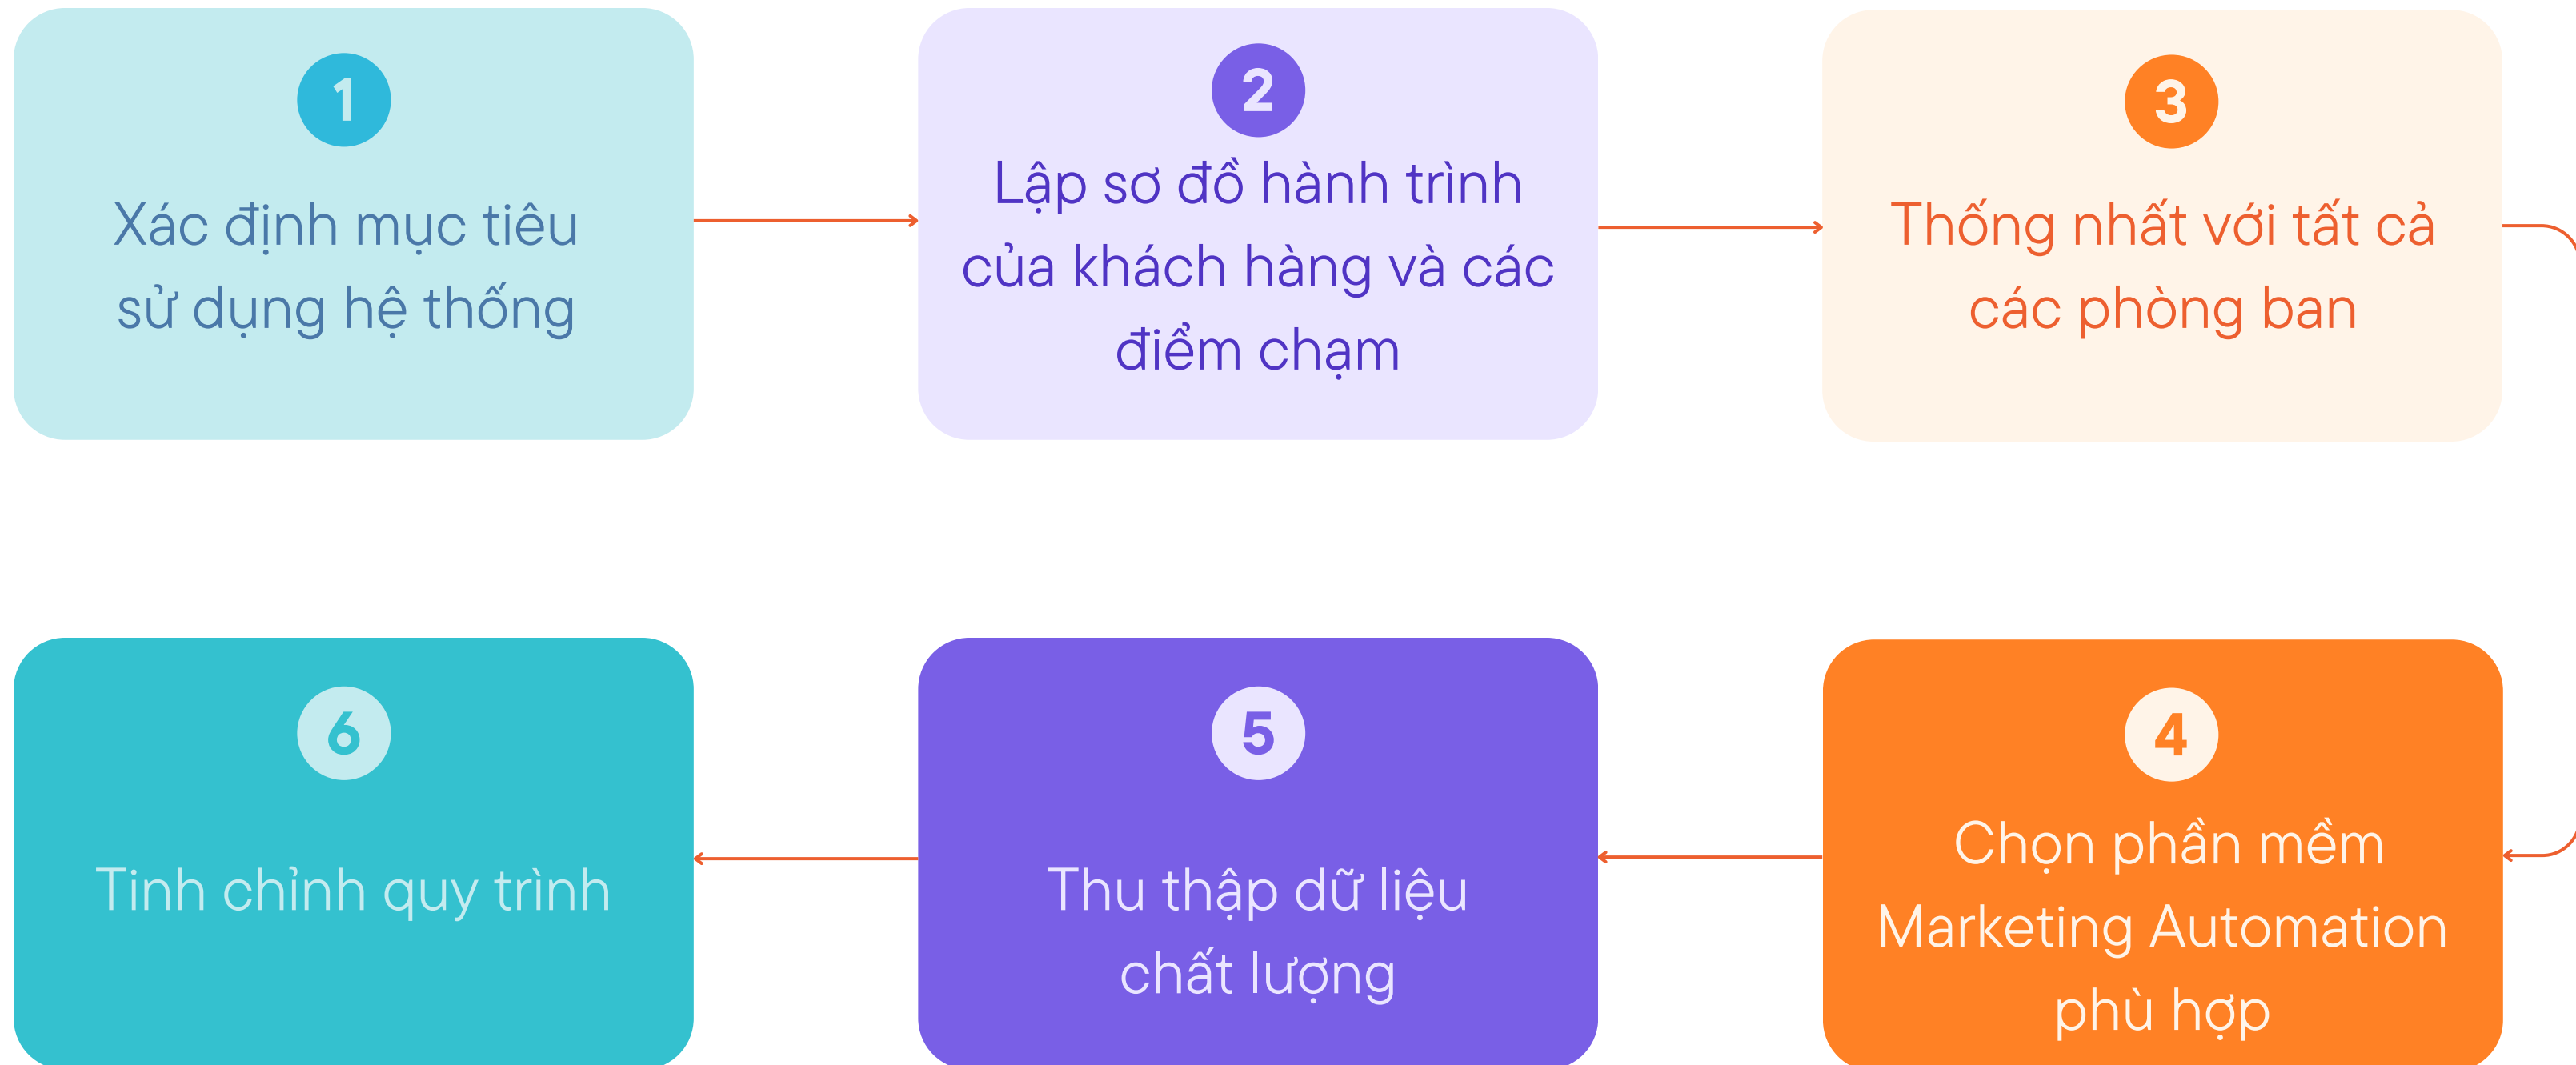 1
Xác định mục tiêu
sử dụng hệ thống
2
Lập sơ đồ hành trình
của khách hàng và các
điểm chạm
3
Thống nhất với tất cả
các phòng ban
4
Chọn phần mềm
Marketing Automation
phù hợp
5
Thu thập dữ liệu
chất lượng
6
Tinh chỉnh quy trình